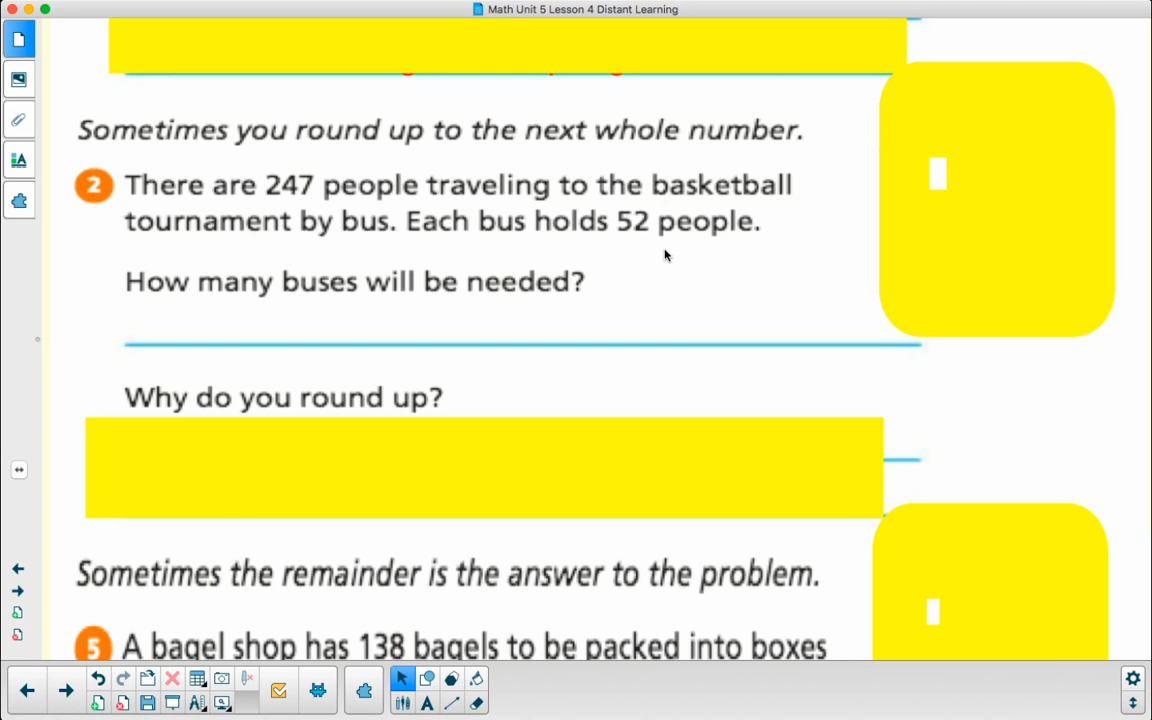 Math Unit 5 Lesson 4 Distant Learning
Sometimes you round up to the next whole number.
2 There are 247 people traveling to the basketball
tournament by bus. Each bus holds 52 people.
How many buses will be needed?
Why do you round up?
Sometimes the remainder is the answer to the problem.
5 A bagel shop has 138 bagels to be packed into boxes